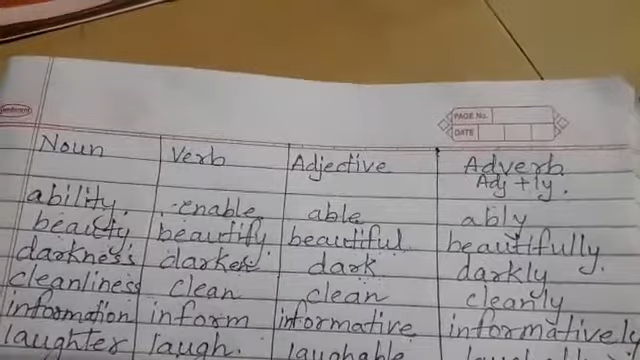 PAGE No.
DATE
Noun Verb Adjective Adverb
Adj + ly.
ability. enable able ably
beauty beautify beautiful beautifully.
darkness darken dark darkly
cleanliness clean clean cleanly
information inform informative informatively
laughter laugh. laughable